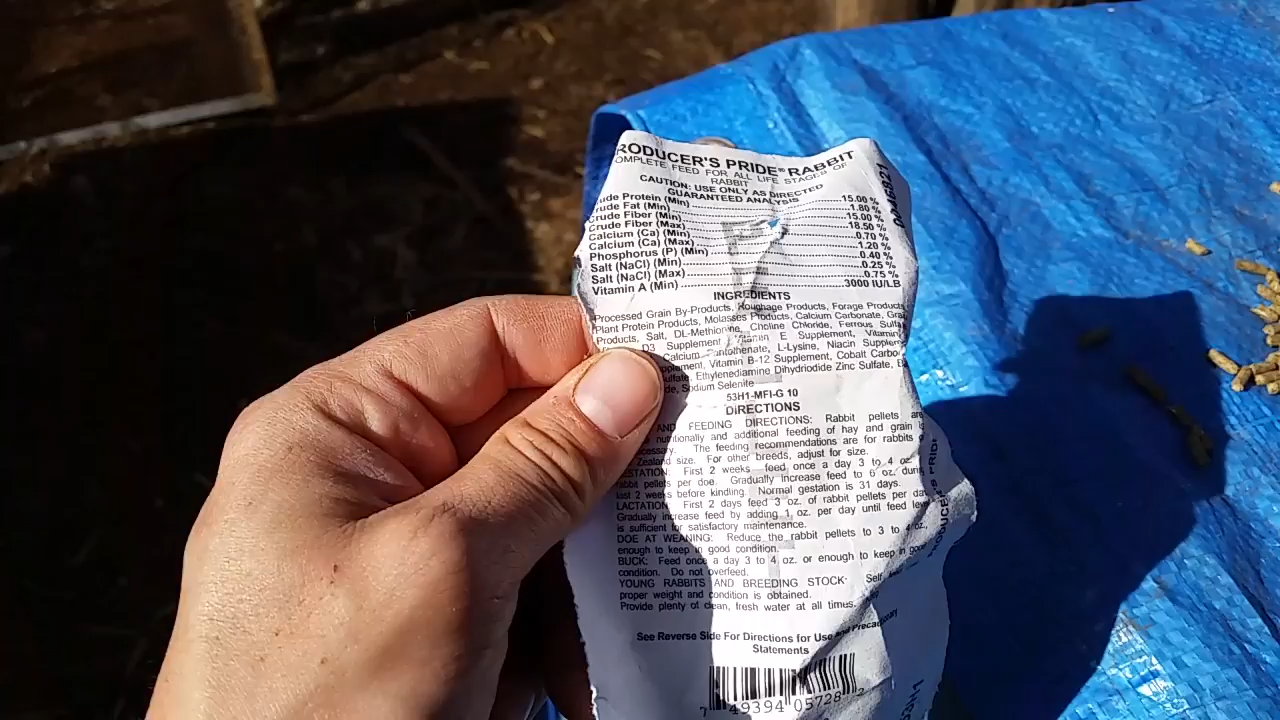 RODUCER'S PRIDE® RABBIT
OMPLETE FEED FOR ALL LIFE STAGES OF
RABBIT
CAUTION: USE ONLY AS DIRECTED
GUARANTEED ANALYSIS
ude Protein (Min) 15.00 %
rude Fat (Min) 1.80 %
Crude Fiber (Min) 15.00 %
Crude Fiber (Max) 18.50 %
Calcium (Ca) (Min) 0.70 %
Calcium (Ca) (Max) 1.20 %
Phosphorus (P) (Min) 0.40 %
Salt (NaCl) (Min) 0.25 %
Salt (NaCl) (Max) 0.75 %
Vitamin A (Min) 3000 IU/LB
INGREDIENTS
Processed Grain By-Products, Roughage Products, Forage Products
Plant Protein Products, Molasses Products, Calcium Carbonate,
Products, Salt, DL-Methionine, Choline Chloride, Ferrous
D3 Supplement, Vitamin E Supplement, Vitamin
Calcium Pantothenate, L-Lysine, Niacin
Vitamin B-12 Supplement, Cobalt
Ethylenediamine Dihydriodide Zinc Sulfate,
Sodium Selenite
53H1-MFI-G 10
DIRECTIONS
AND FEEDING DIRECTIONS: Rabbit pellets are
nutritionally and additional feeding of hay and grain
The feeding recommendations are for rabbits
Zealand size. For other breeds, adjust for size.
First 2 weeks feed once a day 3 to 4 oz.
rabbit pellets per doe. Gradually increase feed to 6 oz.
last 2 weeks before kindling. Normal gestation is 31 days.
LACTATION: First 2 days feed 3 oz. of rabbit pellets per day
Gradually increase feed by adding 1 oz. per day until feed
is sufficient for satisfactory maintenance.
DOE AT WEANING: Reduce the rabbit pellets to 3 to 4 oz.,
enough to keep in good condition.
BUCK: Feed once a day 3 to 4 oz. or enough to keep in good
condition. Do not overfeed.
YOUNG RABBITS AND BREEDING STOCK: Self
proper weight and condition is obtained.
Provide plenty of clean, fresh water at all times.
See Reverse Side For Directions for Use and Precautionary
Statements
7 49394 05728 2